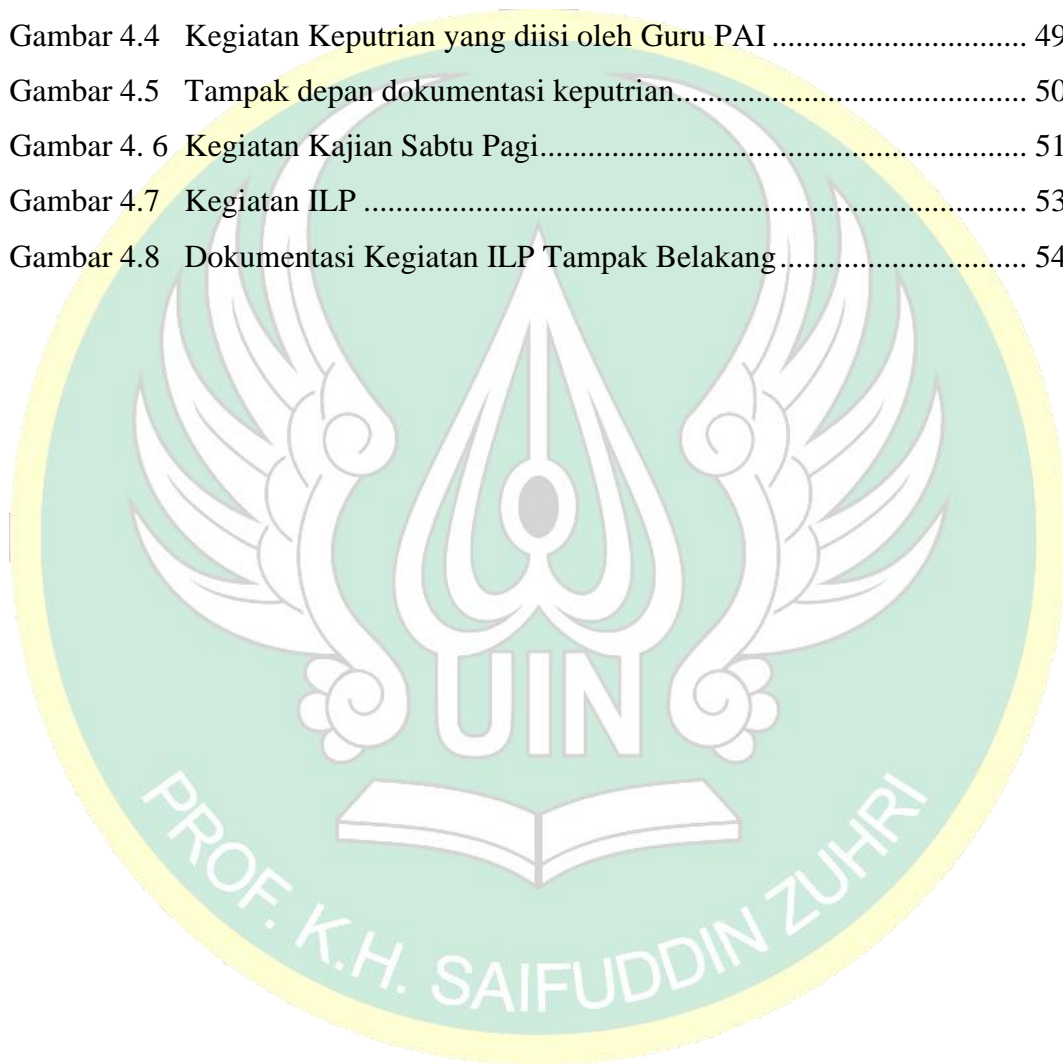 Gambar 4.4 Kegiatan Keputrian yang diisi oleh Guru PAI ............................... 49
Gambar 4.5 Tampak depan dokumentasi keputrian........................................... 50
Gambar 4. 6 Kegiatan Kajian Sabtu Pagi........................................................... 51
Gambar 4.7 Kegiatan ILP ................................................................................ 53
Gambar 4.8 Dokumentasi Kegiatan ILP Tampak Belakang.............................. 54
UIN
PROF. K.H. SAIFUDDIN ZUHRI